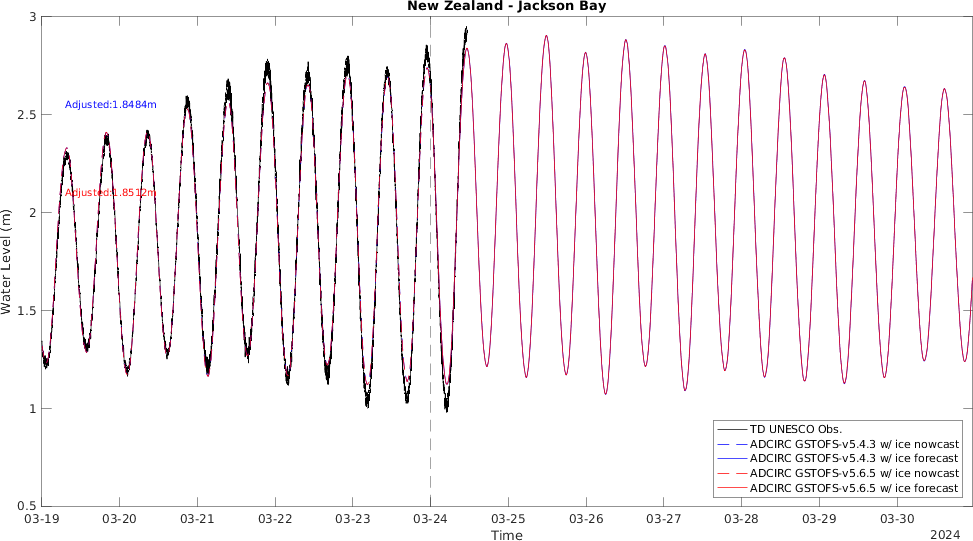 New Zealand - Jackson Bay
3
2.5
2
1.5
1
0.5
Water Level (m)
Adjusted:1.8484m
Adjusted:1.8512m
TD UNESCO Obs.
ADCIRC GSTOFS-v5.4.3 w/ ice nowcast
ADCIRC GSTOFS-v5.4.3 w/ ice forecast
ADCIRC GSTOFS-v5.6.5 w/ ice nowcast
ADCIRC GSTOFS-v5.6.5 w/ ice forecast
03-19 03-20 03-21 03-22 03-23 03-24 03-25 03-26 03-27 03-28 03-29 03-30
Time
2024